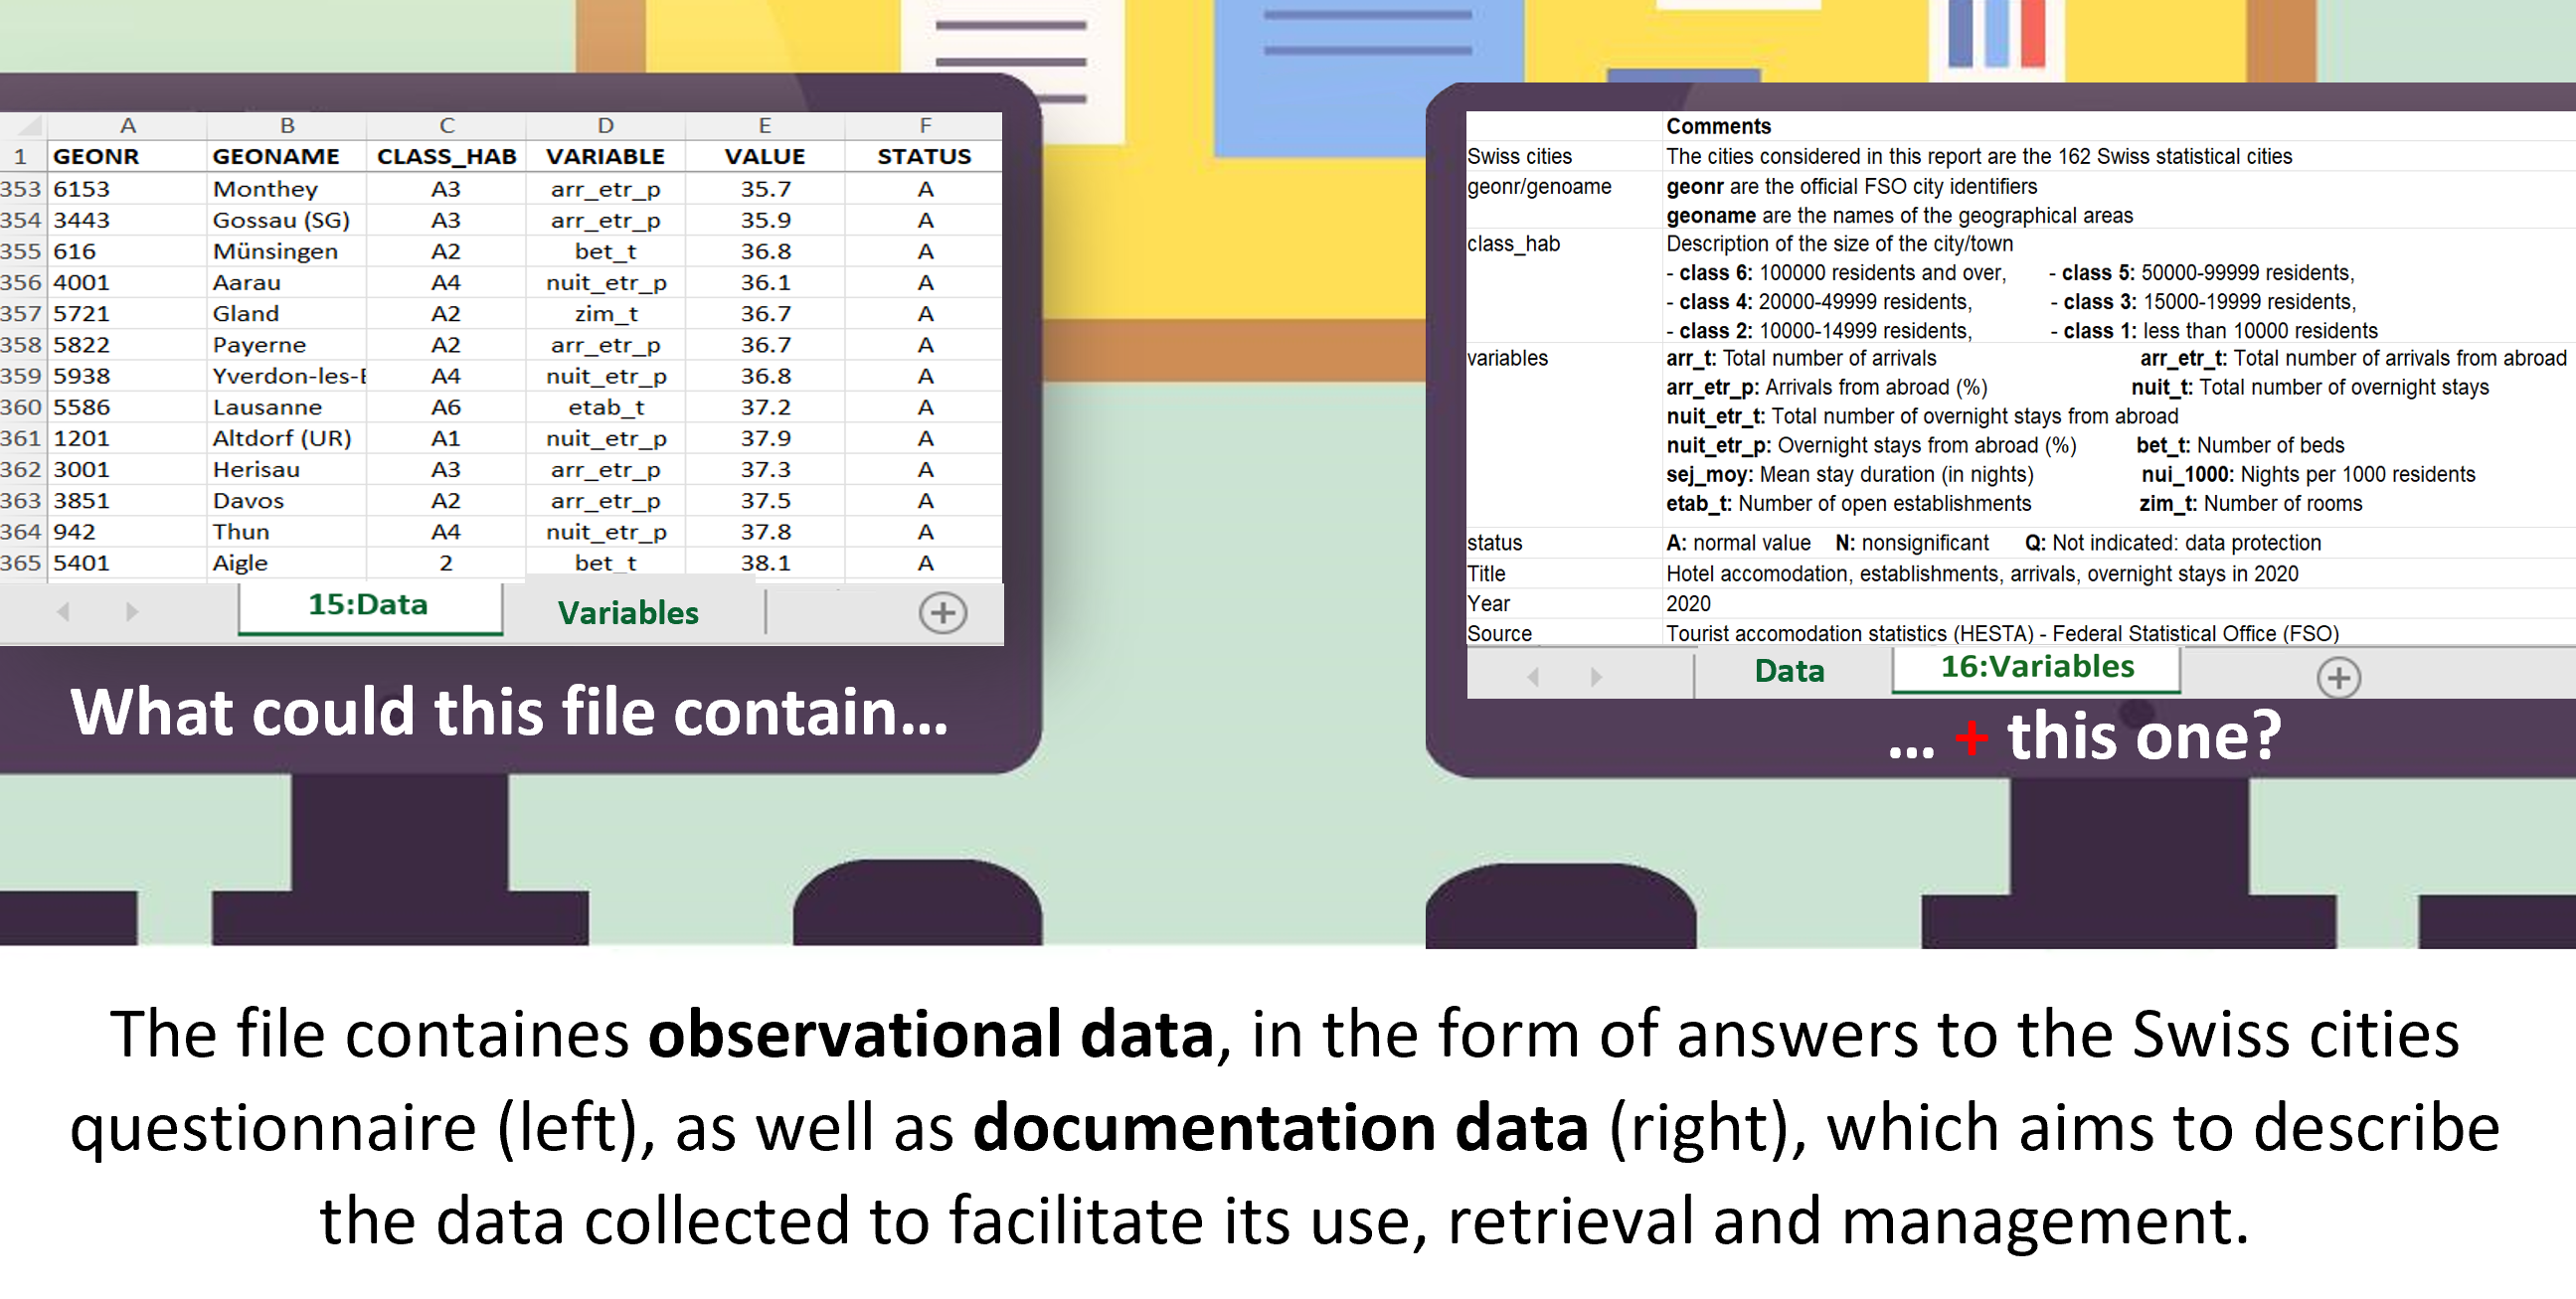 A B C D E F
1 GEONR GEONAME CLASS_HAB VARIABLE VALUE STATUS
353 6153 Monthey A3 arr_etr_p 35.7 A
354 3443 Gossau (SG) A3 arr_etr_p 35.9 A
355 616 Münsingen A2 bet_t 36.8 A
356 4001 Aarau A4 nuit_etr_p 36.1 A
357 5721 Gland A2 zim_t 36.7 A
358 5822 Payerne A2 arr_etr_p 36.7 A
359 5938 Yverdon-les-B A4 nuit_etr_p 36.8 A
360 5586 Lausanne A6 etab_t 37.2 A
361 1201 Altdorf (UR) A1 nuit_etr_p 37.9 A
362 3001 Herisau A3 arr_etr_p 37.3 A
363 3851 Davos A2 arr_etr_p 37.5 A
364 942 Thun A4 nuit_etr_p 37.8 A
365 5401 Aigle 2 bet_t 38.1 A
15:Data Variables
What could this file contain...
Comments
Swiss cities The cities considered in this report are the 162 Swiss statistical cities
geonr/genoame geonr are the official FSO city identifiers
geoname are the names of the geographical areas
class_hab Description of the size of the city/town
- class 6: 100000 residents and over, - class 5: 50000-99999 residents,
- class 4: 20000-49999 residents, - class 3: 15000-19999 residents,
- class 2: 10000-14999 residents, - class 1: less than 10000 residents
variables arr_t: Total number of arrivals arr_etr_t: Total number of arrivals from abroad
arr_etr_p: Arrivals from abroad (%) nuit_t: Total number of overnight stays
nuit_etr_t: Total number of overnight stays from abroad
nuit_etr_p: Overnight stays from abroad (%) bet_t: Number of beds
sej_moy: Mean stay duration (in nights) nui_1000: Nights per 1000 residents
etab_t: Number of open establishments zim_t: Number of rooms
status A: normal value N: nonsignificant Q: Not indicated: data protection
Title Hotel accomodation, establishments, arrivals, overnight stays in 2020
Year 2020
Source Tourist accomodation statistics (HESTA) - Federal Statistical Office (FSO)
Data 16:Variables
... + this one?
The file containes observational data, in the form of answers to the Swiss cities
questionnaire (left), as well as documentation data (right), which aims to describe
the data collected to facilitate its use, retrieval and management.